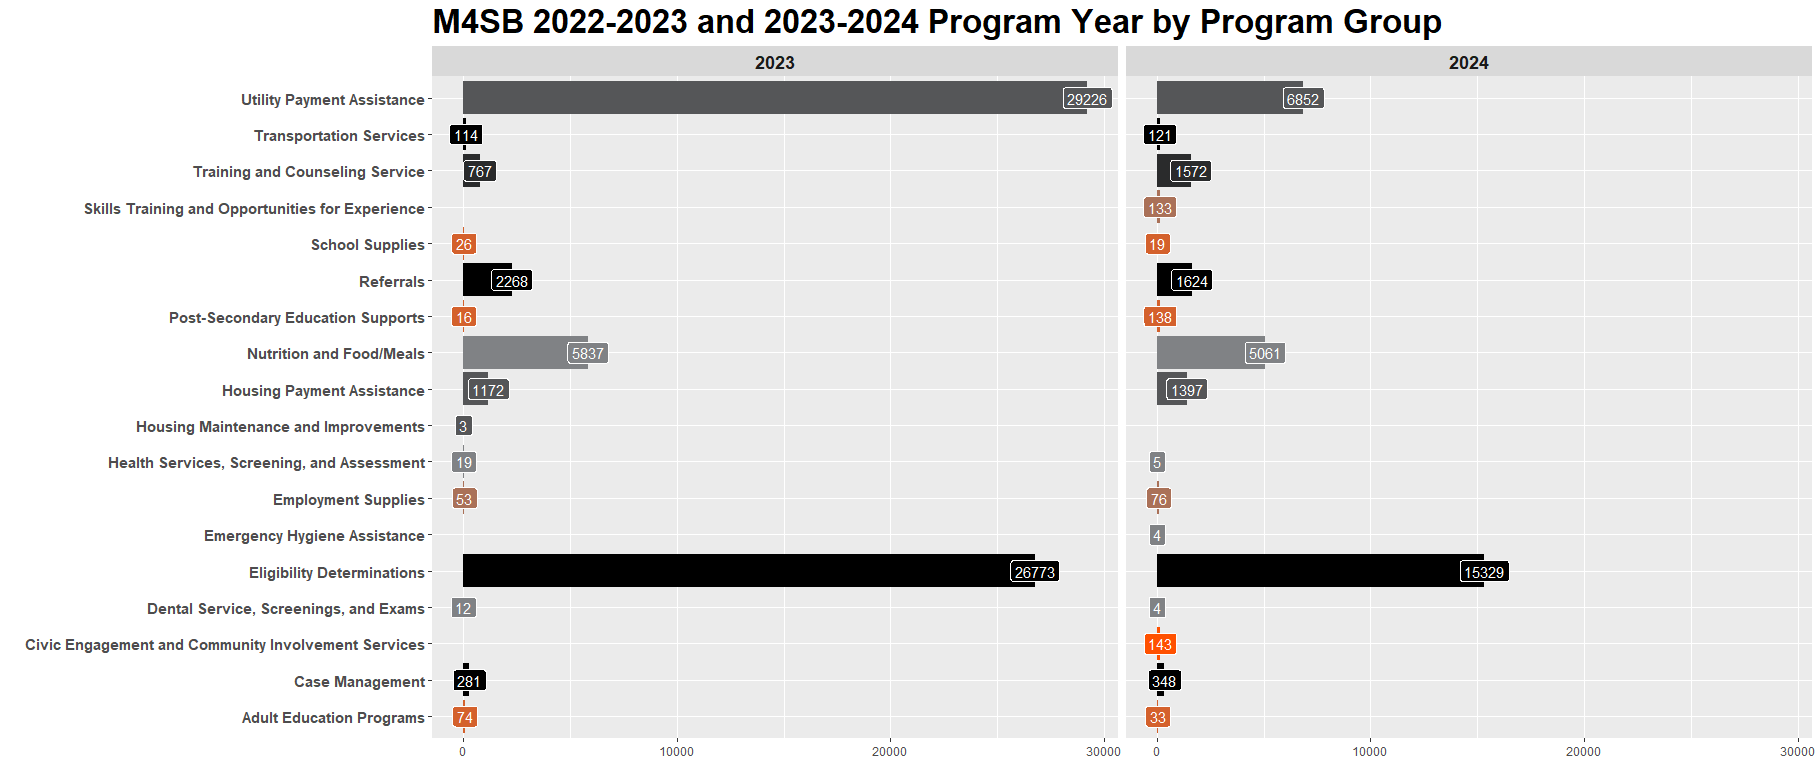 M4SB 2022-2023 and 2023-2024 Program Year by Program Group
2023 2024
Utility Payment Assistance 29226 6852
Transportation Services 114 121
Training and Counseling Service 767 1572
Skills Training and Opportunities for Experience 133
School Supplies 26 19
Referrals 2268 1624
Post-Secondary Education Supports 16 138
Nutrition and Food/Meals 5837 5061
Housing Payment Assistance 1172 1397
Housing Maintenance and Improvements 3
Health Services, Screening, and Assessment 19 5
Employment Supplies 53 76
Emergency Hygiene Assistance 4
Eligibility Determinations 26773 15329
Dental Service, Screenings, and Exams 12 4
Civic Engagement and Community Involvement Services 143
Case Management 281 348
Adult Education Programs 74 33
0 10000 20000 30000 0 10000 20000 30000